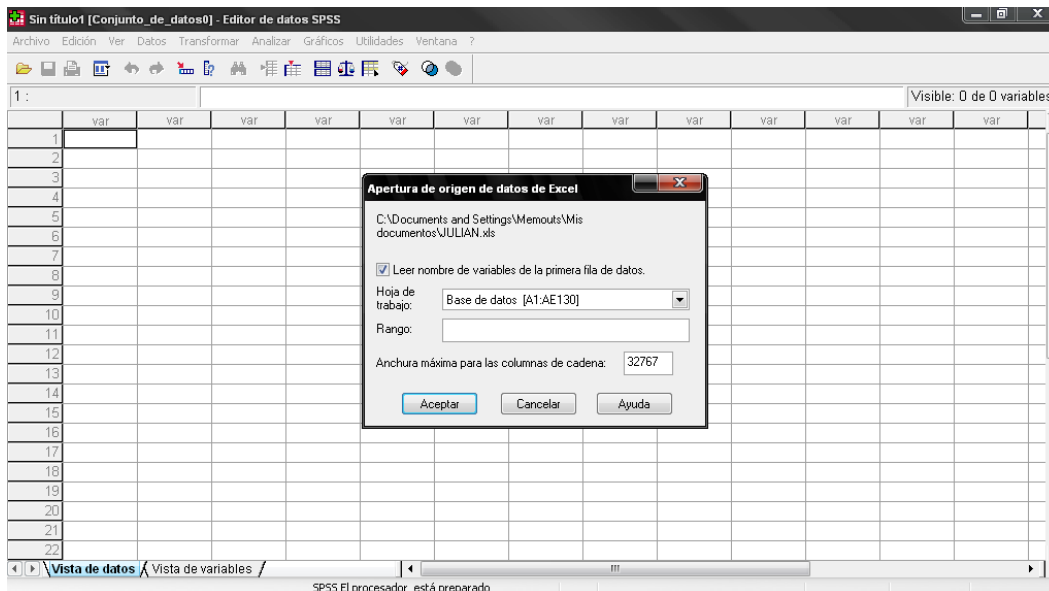 Sin título1 [Conjunto_de_datos0] - Editor de datos SPSS
Archivo Edición Ver Datos Transformar Analizar Gráficos Utilidades Ventana ?
1 :
Visible: 0 de 0 variables
var var var var var var var var var var var var var
1
2
3
4
5
6
7
8
9
10
11
12
13
14
15
16
17
18
19
20
21
22
Apertura de origen de datos de Excel
C:\Documents and Settings\Memouts\Mis
documentos\JULIAN.xls
Leer nombre de variables de la primera fila de datos.
Hoja de
trabajo:
Base de datos [A1:AE130]
Rango:
Anchura máxima para las columnas de cadena: 32767
Aceptar Cancelar Ayuda
Vista de datos Vista de variables
SPSS El procesador está preparado